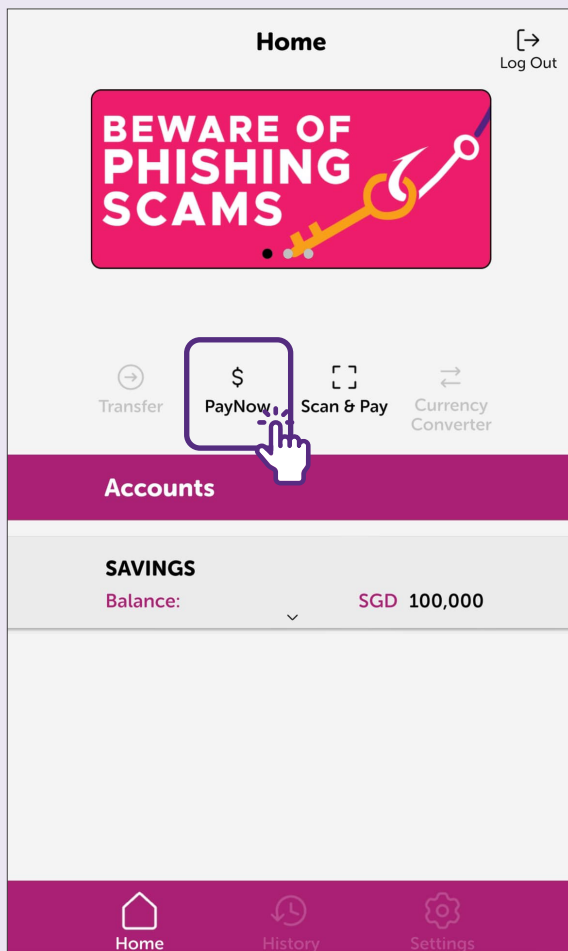 Home
Log Out
BEWARE OF
PHISHING
SCAMS
Transfer
$
PayNow
Scan & Pay
Currency
Converter
Accounts
SAVINGS
Balance: SGD 100,000
Home
History
Settings